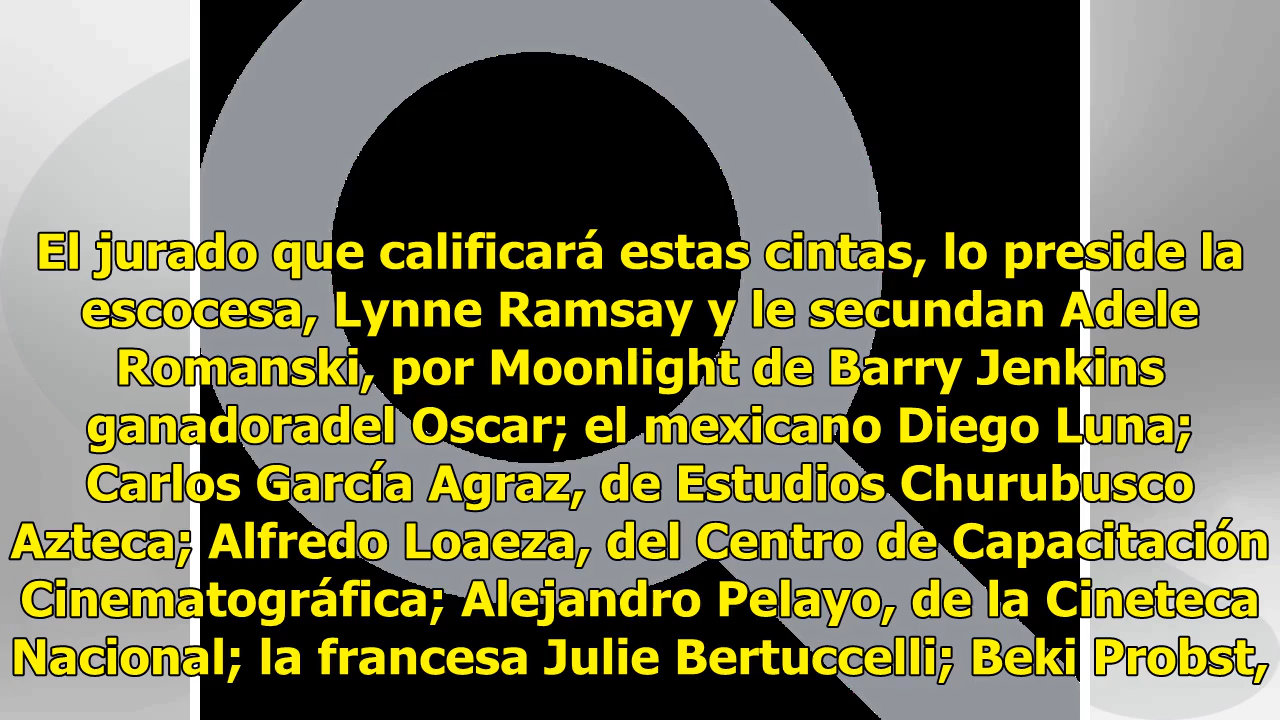 El jurado que calificará estas cintas, lo preside la
escocesa, Lynne Ramsay y le secundan Adele
Romanski, por Moonlight de Barry Jenkins
ganadoradel Oscar; el mexicano Diego Luna;
Carlos García Agraz, de Estudios Churubusco
Azteca; Alfredo Loaeza, del Centro de Capacitación
Cinematográfica; Alejandro Pelayo, de la Cineteca
Nacional; la francesa Julie Bertuccelli; Beki Probst,